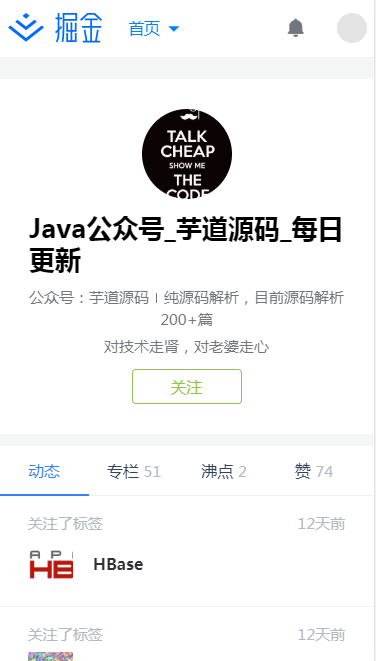 掘金
首页
TALK
CHEAP
SHOW ME
THE
CODE
Java公众号_芋道源码_每日
更新
公众号：芋道源码 | 纯源码解析，目前源码解析
200+篇
对技术走肾，对老婆走心
关注
动态 专栏 51 沸点 2 赞 74
关注了标签 12天前
HBase
关注了标签 12天前